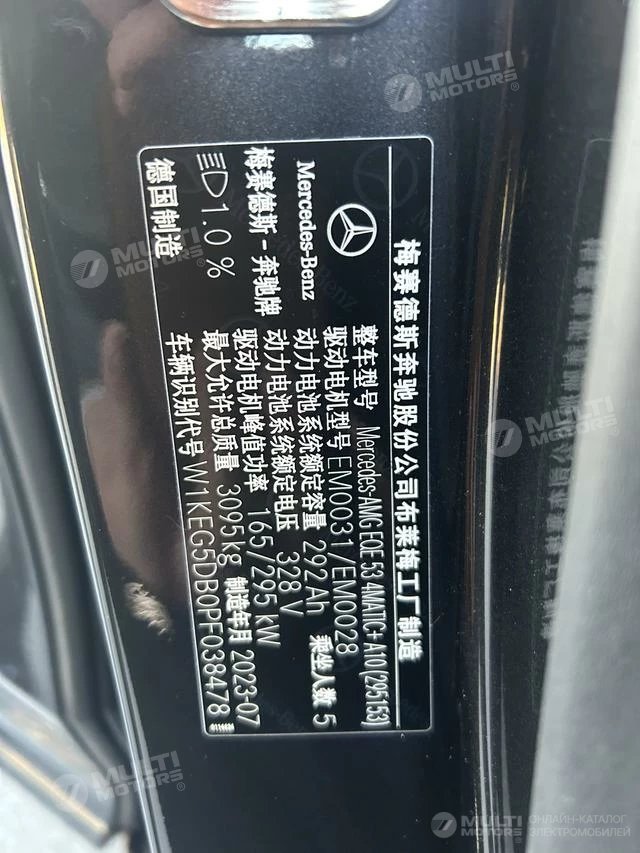 梅赛德斯奔驰股份公司布莱梅工厂制造
Mercedes-Benz
梅赛德斯-奔驰牌
1.0%
德国制造
整车型号 Mercedes-AMG EQE 53 4MATIC+ A10(295153)
驱动电机型号 EM0031/EM0028
动力电池系统额定容量 292Ah 乘坐人数 5
动力电池系统额定电压 328V
驱动电机峰值功率 165/295kW
最大允许总质量 3095kg 制造年月 2023-07
车辆识别代号 W1KEG5DB0PF038478
MULTI MOTORS
MULTI MOTORS
MULTI MOTORS
MULTI MOTORS
MULTI MOTORS
ОНЛАЙН-КАТАЛОГ
ЭЛЕКТРОМОБИЛЕЙ